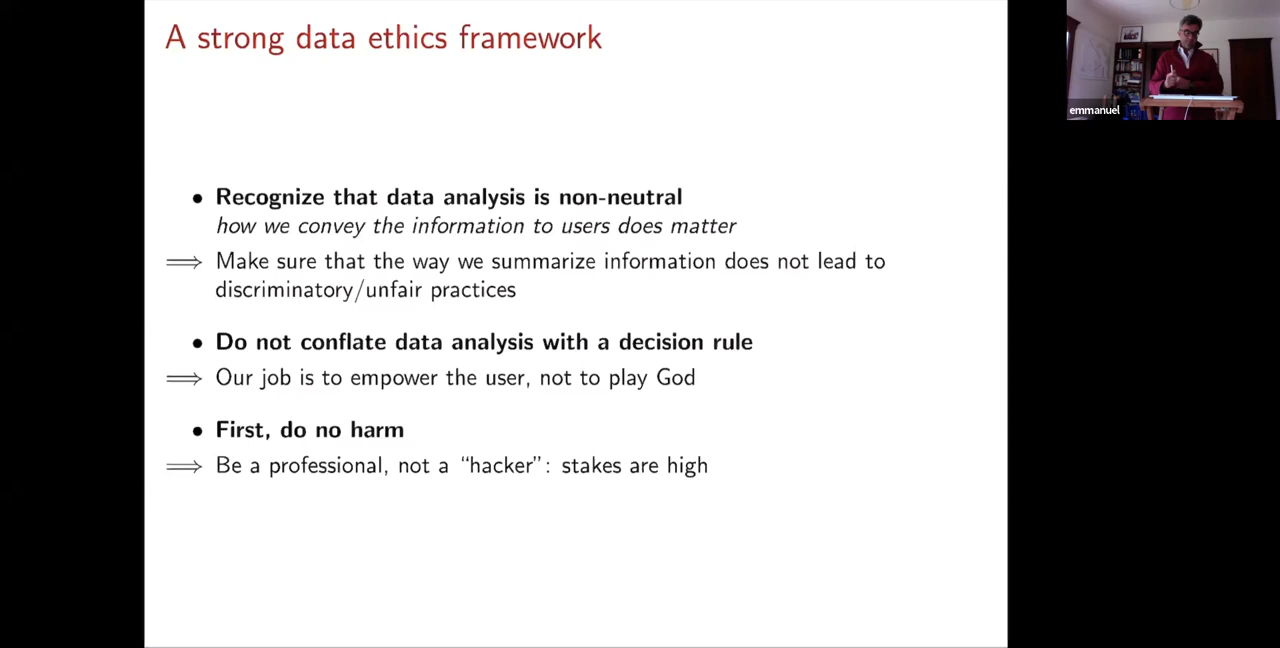 A strong data ethics framework
emmanuel
• Recognize that data analysis is non-neutral
how we convey the information to users does matter
⟹ Make sure that the way we summarize information does not lead to
discriminatory/unfair practices
• Do not conflate data analysis with a decision rule
⟹ Our job is to empower the user, not to play God
• First, do no harm
⟹ Be a professional, not a “hacker”: stakes are high